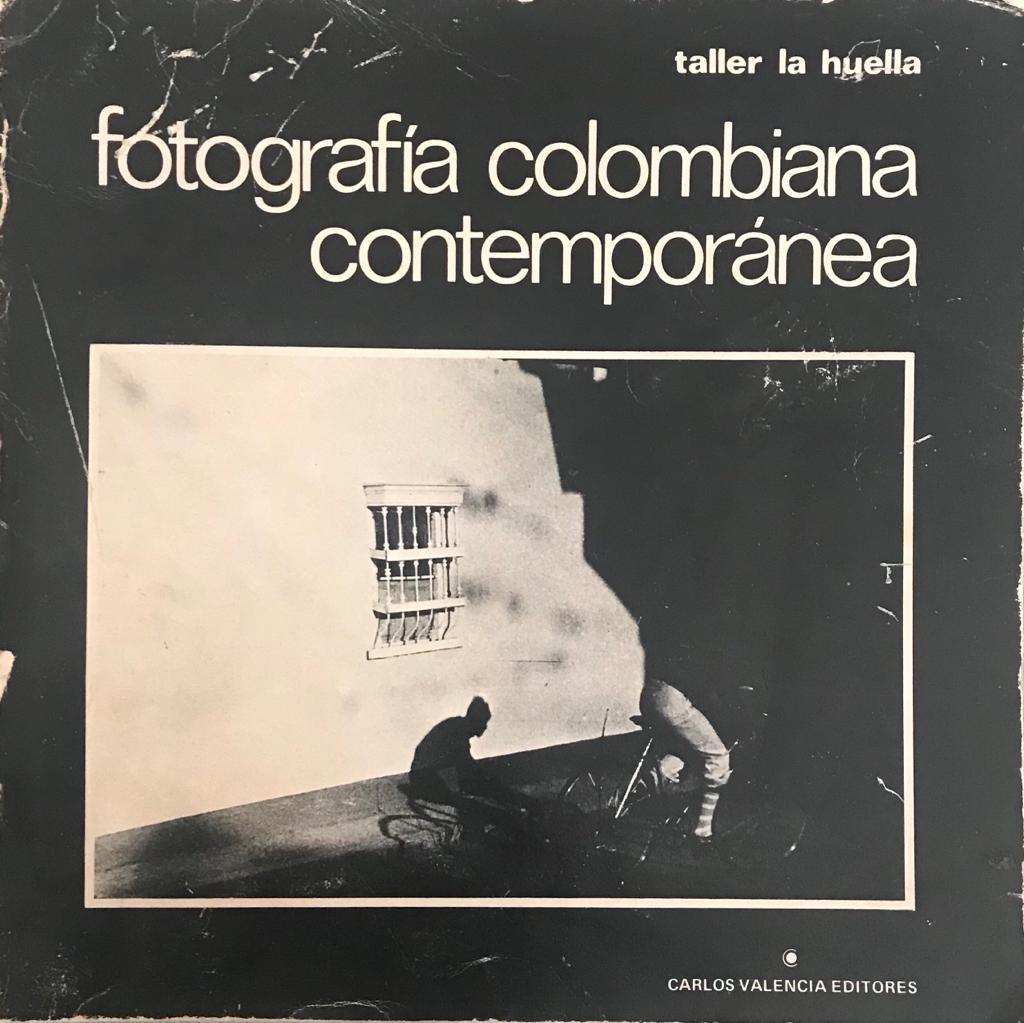 taller la huella
fotografía colombiana
contemporánea
CARLOS VALENCIA EDITORES